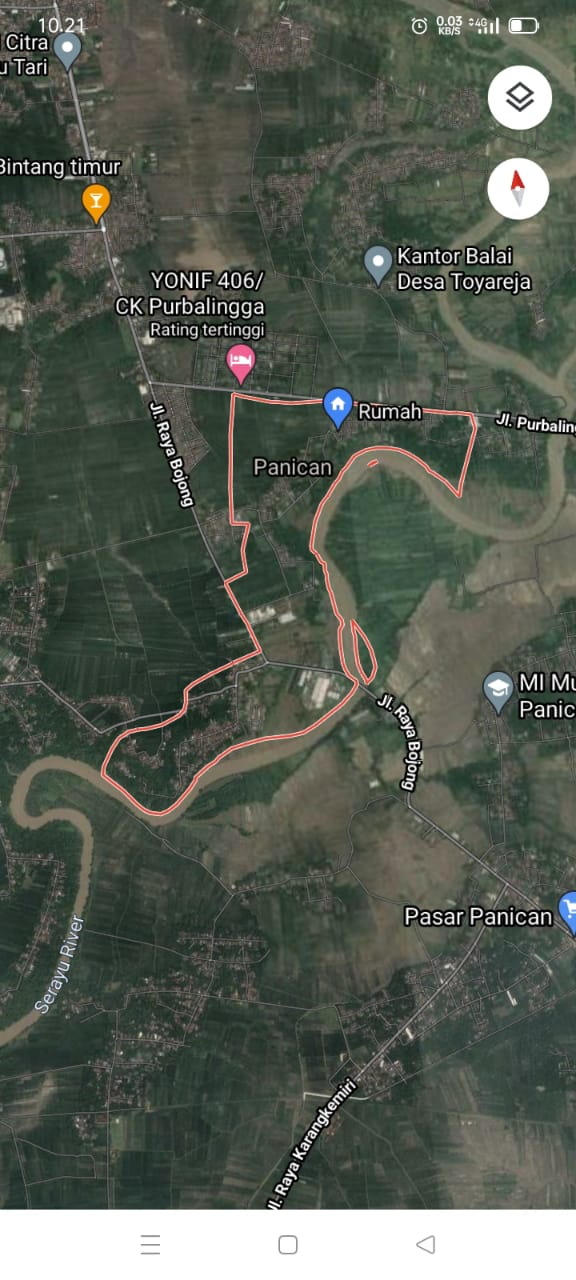 10.21
0.03
KB/S
4G
Citra
u Tari
Bintang timur
Kantor Balai
Desa Toyareja
YONIF 406/
CK Purbalingga
Rating tertinggi
Rumah
Jl. Purbaling
Jl. Raya Bojong
Panican
MI Mu
Panic
Jl. Raya Bojong
Pasar Panican
Serayu River
Jl. Raya Karangkemiri